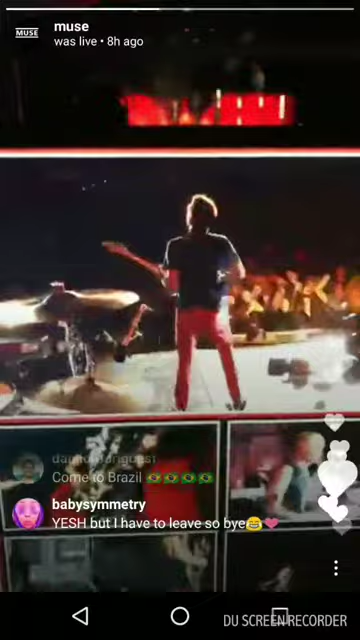 MUSE
muse
was live • 8h ago
Come to Brazil 🇧🇷🇧🇷🇧🇷🇧🇷
babysymmetry
YESH but I have to leave so bye😂❤
DU SCREEN RECORDER